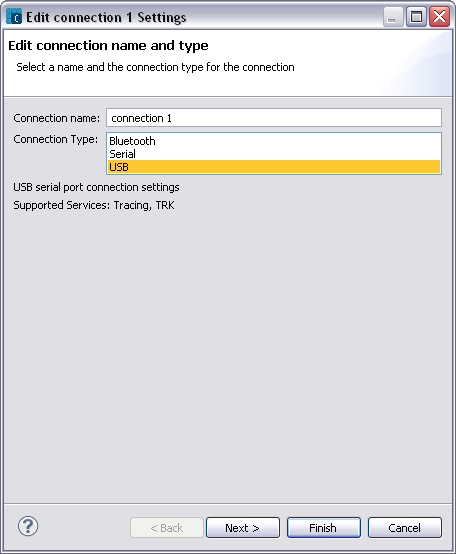 Edit connection 1 Settings
Edit connection name and type
Select a name and the connection type for the connection
Connection name: connection 1
Connection Type: Bluetooth
Serial
USB
USB serial port connection settings
Supported Services: Tracing, TRK
? < Back Next > Finish Cancel